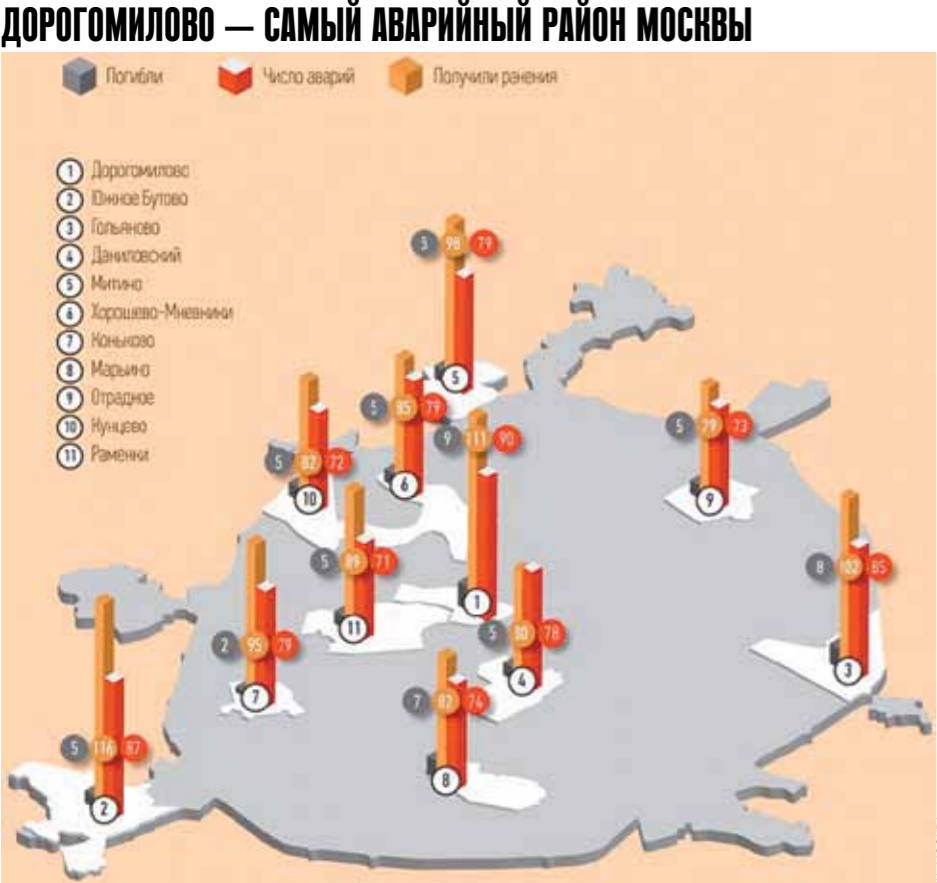 ДОРОГОМИЛОВО — САМЫЙ АВАРИЙНЫЙ РАЙОН МОСКВЫ
Погибли Число аварий Получили ранения
1 Дорогомилово
2 Южное Бутово
3 Гольяново
4 Даниловский
5 Митино
6 Хорошево-Мневники
7 Коньково
8 Марьино
9 Отрадное
10 Кунцево
11 Раменки
3 98 79
5
5 85 79
6
9 111 90
1
5 79 73
9
5 82 72
10
5 89 71
11
8 102 85
3
2 95 79
7
5 80 78
4
7 82 74
8
5 116 87
2